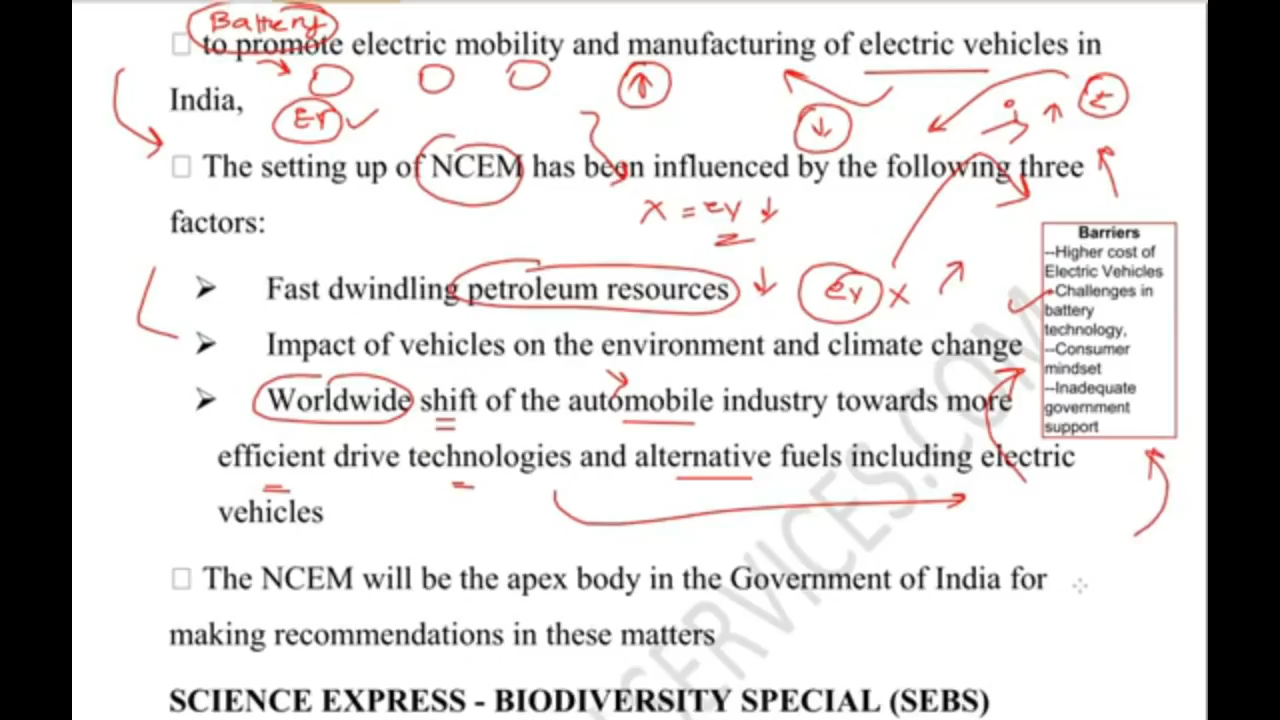 Battery
to promote electric mobility and manufacturing of electric vehicles in
India,
EV
The setting up of NCEM has been influenced by the following three
factors:
x = ev
Barriers
--Higher cost of
Electric Vehicles
--Challenges in
battery
technology,
--Consumer
mindset
--Inadequate
government
support
➢ Fast dwindling petroleum resources
ev x
➢ Impact of vehicles on the environment and climate change
➢ Worldwide shift of the automobile industry towards more
efficient drive technologies and alternative fuels including electric
vehicles
The NCEM will be the apex body in the Government of India for
making recommendations in these matters
SERVICES.COM
SCIENCE EXPRESS - BIODIVERSITY SPECIAL (SEBS)